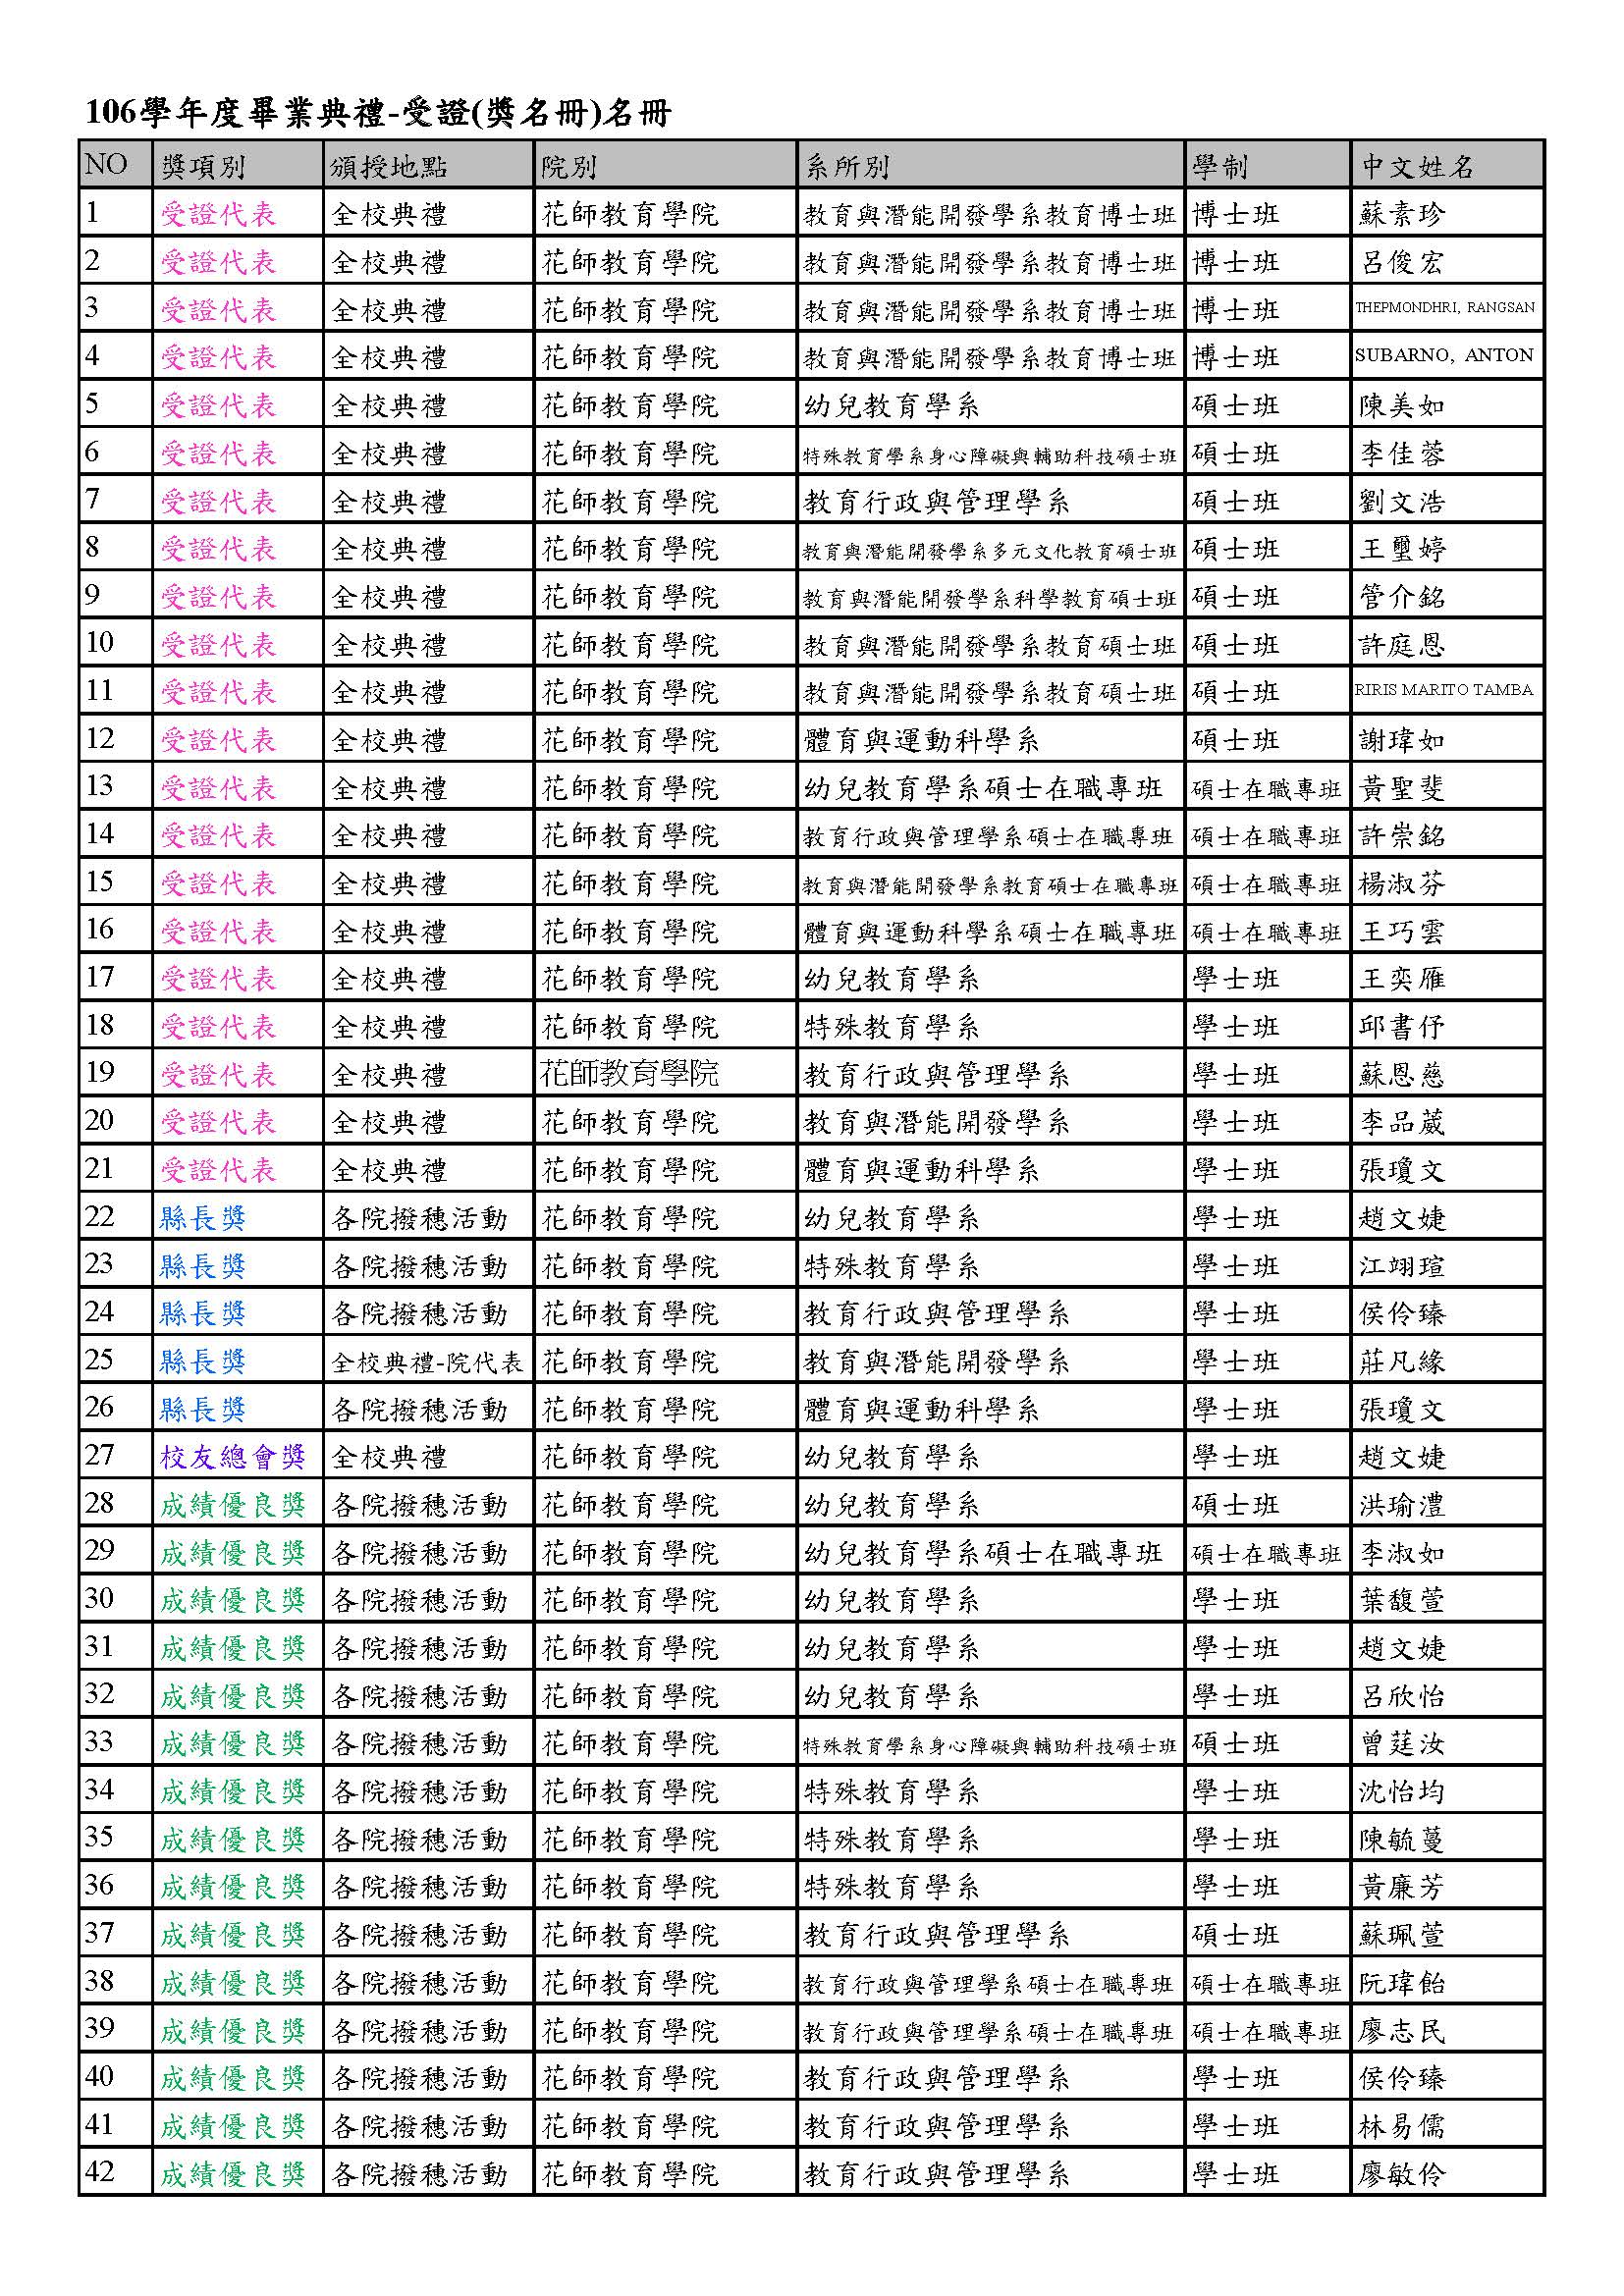 106學年度畢業典禮-受證(獎名冊)名冊
NO 獎項別 頒授地點 院別 系所別 學制 中文姓名
1 受證代表 全校典禮 花師教育學院 教育與潛能開發學系教育博士班 博士班 蘇素珍
2 受證代表 全校典禮 花師教育學院 教育與潛能開發學系教育博士班 博士班 呂俊宏
3 受證代表 全校典禮 花師教育學院 教育與潛能開發學系教育博士班 博士班 THEPMONDHRI, RANGSAN
4 受證代表 全校典禮 花師教育學院 教育與潛能開發學系教育博士班 博士班 SUBARNO, ANTON
5 受證代表 全校典禮 花師教育學院 幼兒教育學系 碩士班 陳美如
6 受證代表 全校典禮 花師教育學院 特殊教育學系身心障礙與輔助科技碩士班 碩士班 李佳蓉
7 受證代表 全校典禮 花師教育學院 教育行政與管理學系 碩士班 劉文浩
8 受證代表 全校典禮 花師教育學院 教育與潛能開發學系多元文化教育碩士班 碩士班 王璽婷
9 受證代表 全校典禮 花師教育學院 教育與潛能開發學系科學教育碩士班 碩士班 管介銘
10 受證代表 全校典禮 花師教育學院 教育與潛能開發學系教育碩士班 碩士班 許庭恩
11 受證代表 全校典禮 花師教育學院 教育與潛能開發學系教育碩士班 碩士班 RIRIS MARITO TAMBA
12 受證代表 全校典禮 花師教育學院 體育與運動科學系 碩士班 謝瑋如
13 受證代表 全校典禮 花師教育學院 幼兒教育學系碩士在職專班 碩士在職專班 黃聖斐
14 受證代表 全校典禮 花師教育學院 教育行政與管理學系碩士在職專班 碩士在職專班 許崇銘
15 受證代表 全校典禮 花師教育學院 教育與潛能開發學系教育碩士在職專班 碩士在職專班 楊淑芬
16 受證代表 全校典禮 花師教育學院 體育與運動科學系碩士在職專班 碩士在職專班 王巧雲
17 受證代表 全校典禮 花師教育學院 幼兒教育學系 學士班 王奕雁
18 受證代表 全校典禮 花師教育學院 特殊教育學系 學士班 邱書伃
19 受證代表 全校典禮 花師教育學院 教育行政與管理學系 學士班 蘇恩慈
20 受證代表 全校典禮 花師教育學院 教育與潛能開發學系 學士班 李品葳
21 受證代表 全校典禮 花師教育學院 體育與運動科學系 學士班 張瓊文
22 縣長獎 各院撥穗活動 花師教育學院 幼兒教育學系 學士班 趙文婕
23 縣長獎 各院撥穗活動 花師教育學院 特殊教育學系 學士班 江翊瑄
24 縣長獎 各院撥穗活動 花師教育學院 教育行政與管理學系 學士班 侯伶臻
25 縣長獎 全校典禮-院代表 花師教育學院 教育與潛能開發學系 學士班 莊凡緣
26 縣長獎 各院撥穗活動 花師教育學院 體育與運動科學系 學士班 張瓊文
27 校友總會獎 全校典禮 花師教育學院 幼兒教育學系 學士班 趙文婕
28 成績優良獎 各院撥穗活動 花師教育學院 幼兒教育學系 碩士班 洪瑜澧
29 成績優良獎 各院撥穗活動 花師教育學院 幼兒教育學系碩士在職專班 碩士在職專班 李淑如
30 成績優良獎 各院撥穗活動 花師教育學院 幼兒教育學系 學士班 葉馥萱
31 成績優良獎 各院撥穗活動 花師教育學院 幼兒教育學系 學士班 趙文婕
32 成績優良獎 各院撥穗活動 花師教育學院 幼兒教育學系 學士班 呂欣怡
33 成績優良獎 各院撥穗活動 花師教育學院 特殊教育學系身心障礙與輔助科技碩士班 碩士班 曾莛汝
34 成績優良獎 各院撥穗活動 花師教育學院 特殊教育學系 學士班 沈怡均
35 成績優良獎 各院撥穗活動 花師教育學院 特殊教育學系 學士班 陳毓蔓
36 成績優良獎 各院撥穗活動 花師教育學院 特殊教育學系 學士班 黃廉芳
37 成績優良獎 各院撥穗活動 花師教育學院 教育行政與管理學系 碩士班 蘇珮萱
38 成績優良獎 各院撥穗活動 花師教育學院 教育行政與管理學系碩士在職專班 碩士在職專班 阮瑋飴
39 成績優良獎 各院撥穗活動 花師教育學院 教育行政與管理學系碩士在職專班 碩士在職專班 廖志民
40 成績優良獎 各院撥穗活動 花師教育學院 教育行政與管理學系 學士班 侯伶臻
41 成績優良獎 各院撥穗活動 花師教育學院 教育行政與管理學系 學士班 林易儒
42 成績優良獎 各院撥穗活動 花師教育學院 教育行政與管理學系 學士班 廖敏伶